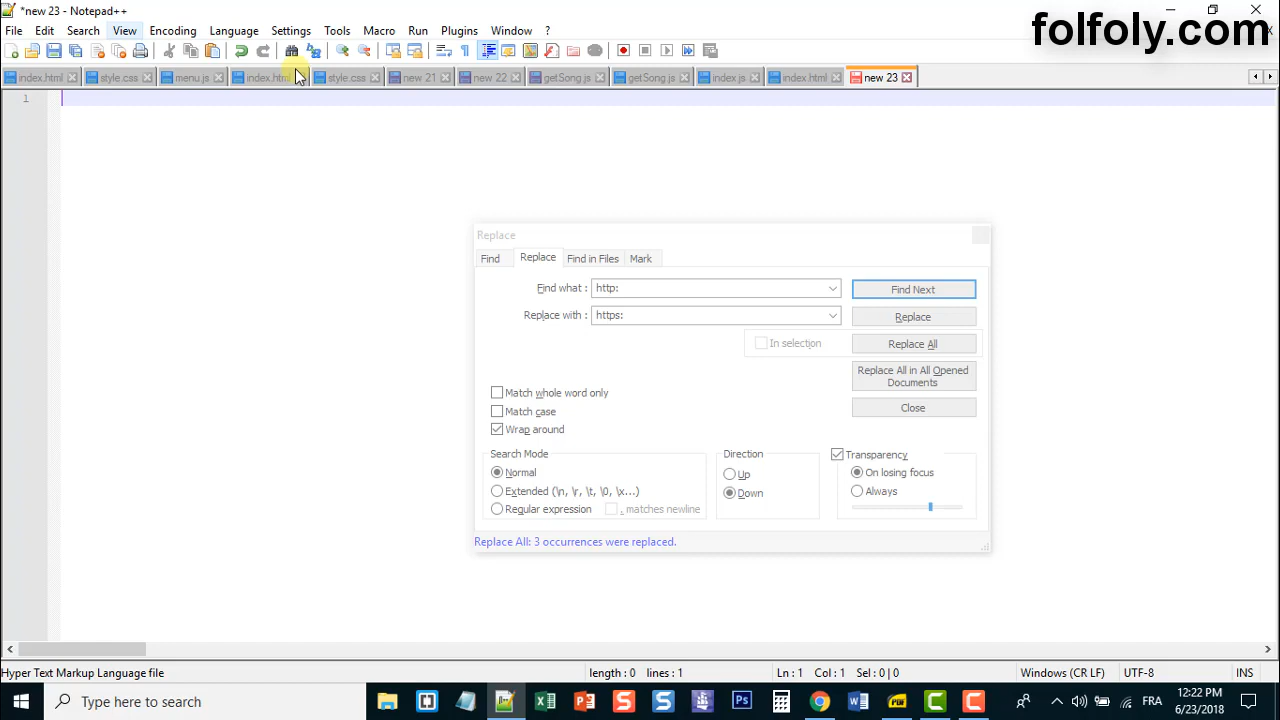 *new 23 - Notepad++
folfoly.com
File Edit Search View Encoding Language Settings Tools Macro Run Plugins Window ?
index.html style.css menu.js index.html style.css new 21 new 22 getSong.js getSong.js index.js index.html new 23
1
Replace
Find Replace Find in Files Mark
Find what : http: Find Next
Replace with : https: Replace
In selection Replace All
Replace All in All Opened
Documents
Match whole word only
Match case Close
Wrap around
Search Mode Direction Transparency
Normal Up On losing focus
Extended (\n, \r, \t, \0, \x...) Down Always
Regular expression . matches newline
Replace All: 3 occurrences were replaced.
Hyper Text Markup Language file length : 0 lines : 1 Ln : 1 Col : 1 Sel : 0 | 0 Windows (CR LF) UTF-8 INS
Type here to search FRA 12:22 PM
6/23/2018